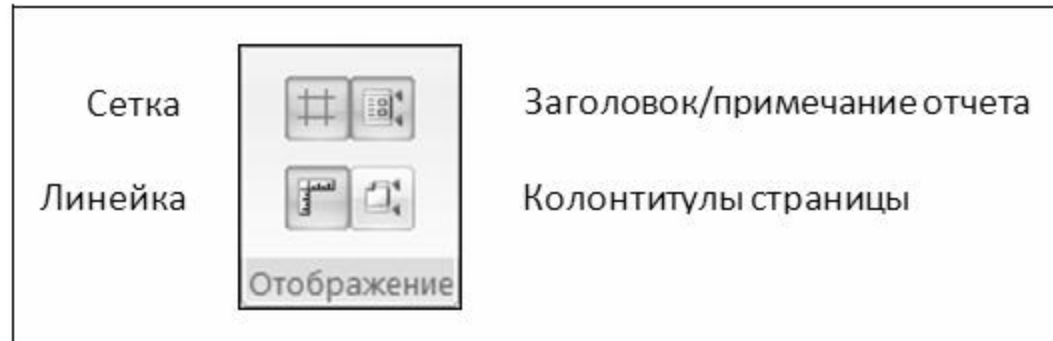 Сетка
Заголовок/примечание отчета
Линейка
Колонтитулы страницы
Отображение